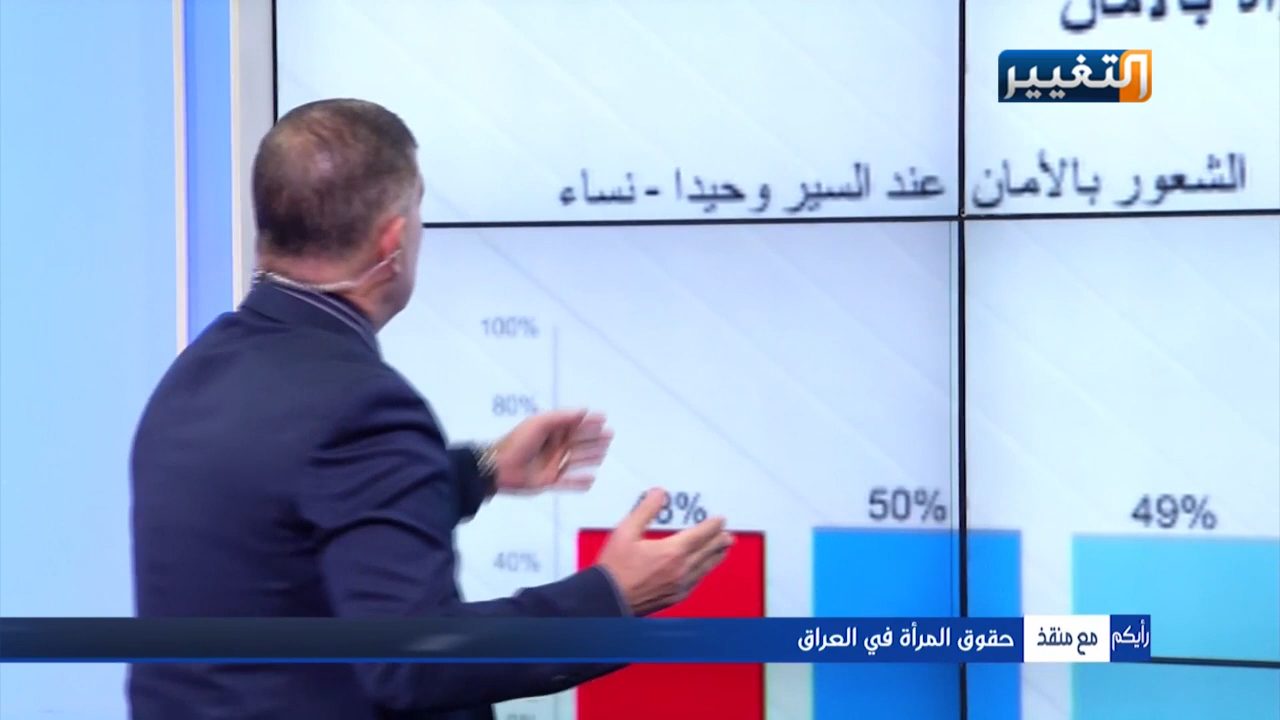 بالأمان
التغيير
الشعور بالأمان عند السير وحيدا - نساء
100%
80%
50%
49%
40%
رأيكم مع منقذ حقوق المرأة في العراق